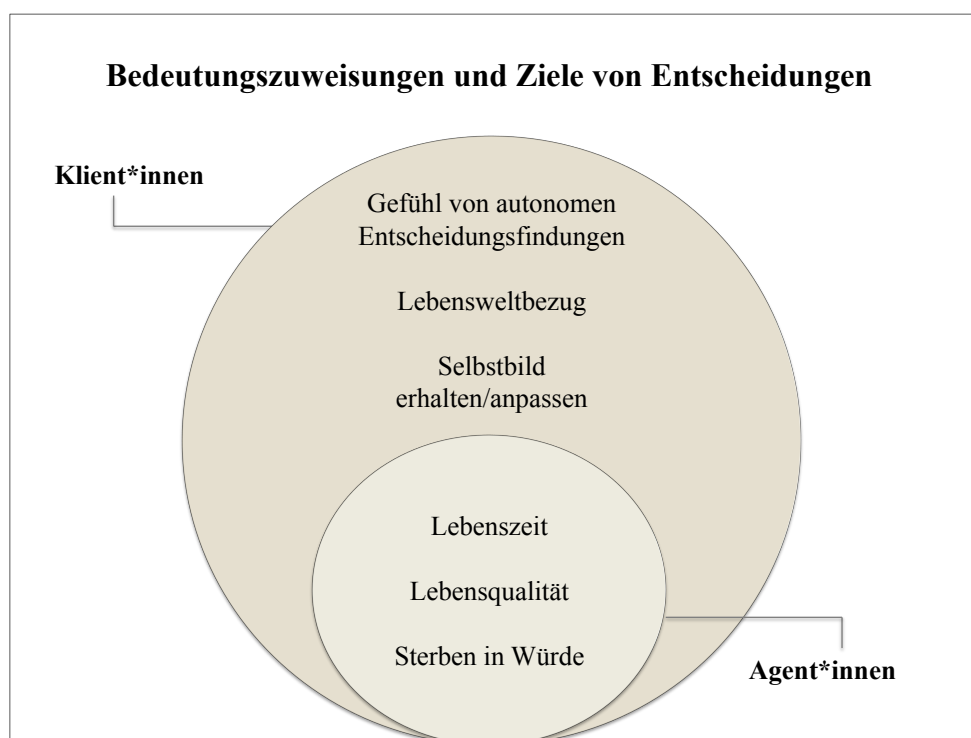 Bedeutungszuweisungen und Ziele von Entscheidungen
Klient*innen
Gefühl von autonomen
Entscheidungsfindungen
Lebensweltbezug
Selbstbild
erhalten/anpassen
Lebenszeit
Lebensqualität
Sterben in Würde
Agent*innen